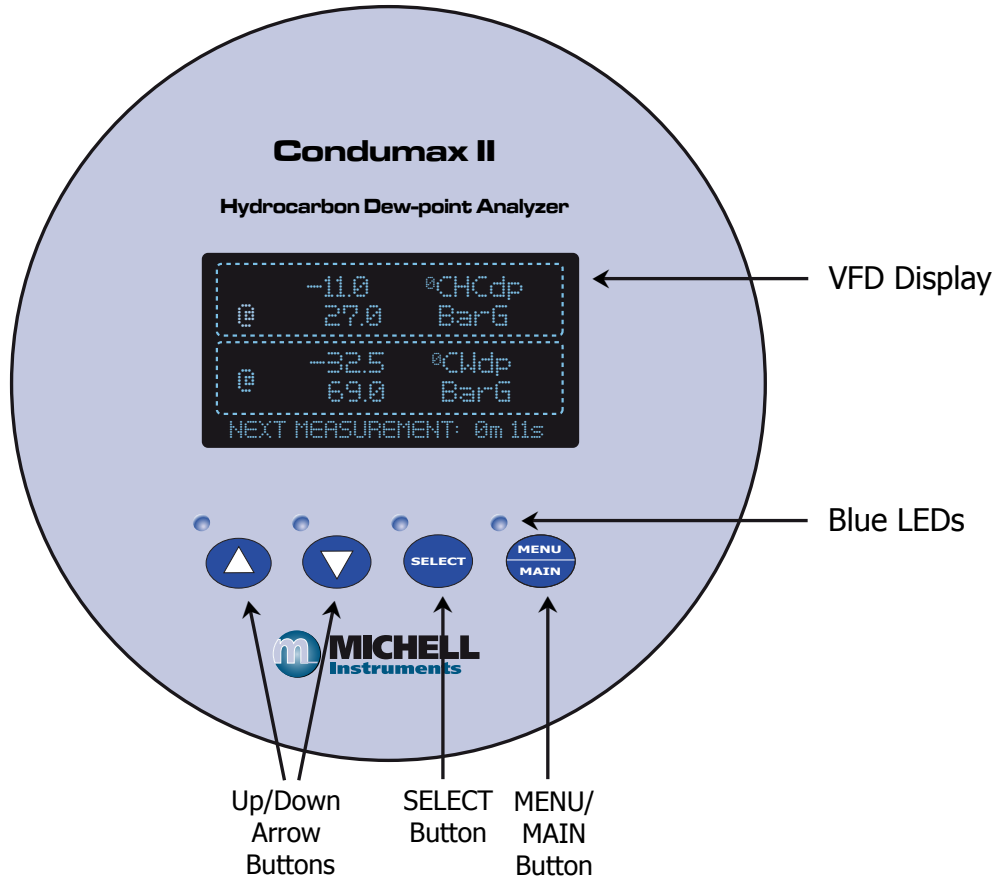 Condumax II
Hydrocarbon Dew-point Analyzer
-11.0 ºCHCdp
@ 27.0 BarG
-32.5 ºCWdp
@ 69.0 BarG
NEXT MEASUREMENT: 0m 11s
VFD Display
Blue LEDs
SELECT
MENU
MAIN
m MICHELL
Instruments
Up/Down
Arrow
Buttons
SELECT
Button
MENU/
MAIN
Button